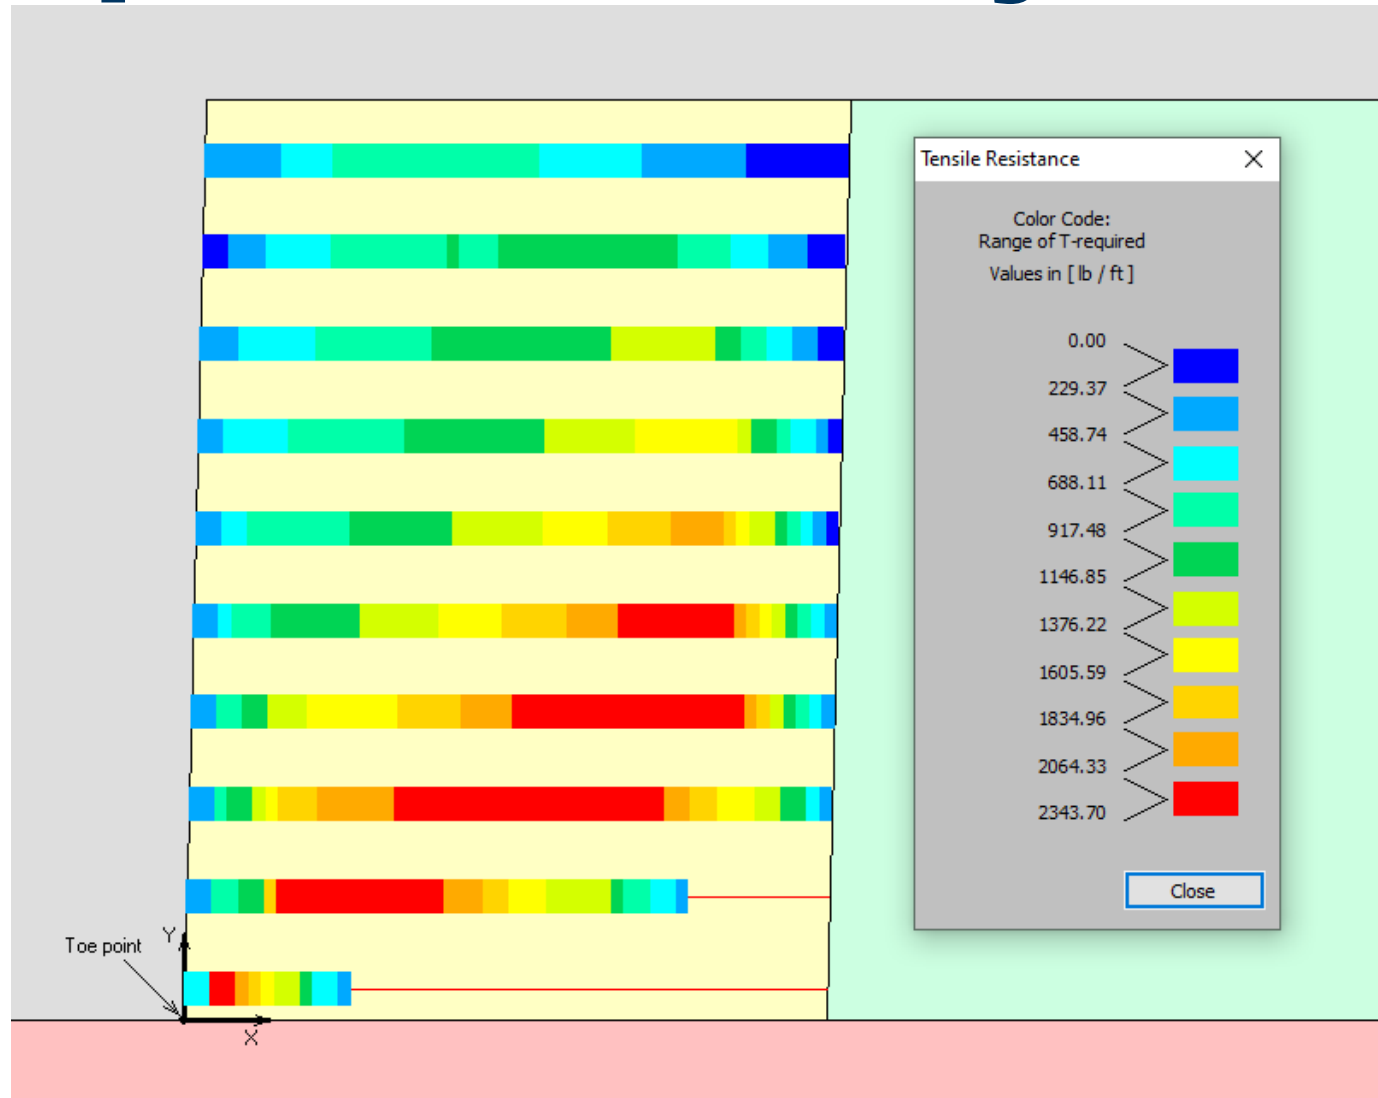 Tensile Resistance
Color Code:
Range of T-required
Values in [ lb / ft ]
0.00
229.37
458.74
688.11
917.48
1146.85
1376.22
1605.59
1834.96
2064.33
2343.70
Close
Toe point
Y
X